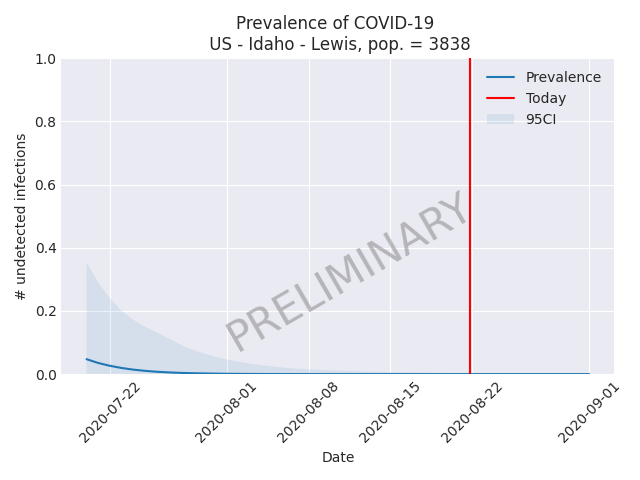 Prevalence of COVID-19
US - Idaho - Lewis, pop. = 3838
1.0
0.8
0.6
0.4
0.2
0.0
# undetected infections
Prevalence
Today
95CI
PRELIMINARY
2020-07-22
2020-08-01
2020-08-08
2020-08-15
2020-08-22
2020-09-01
Date